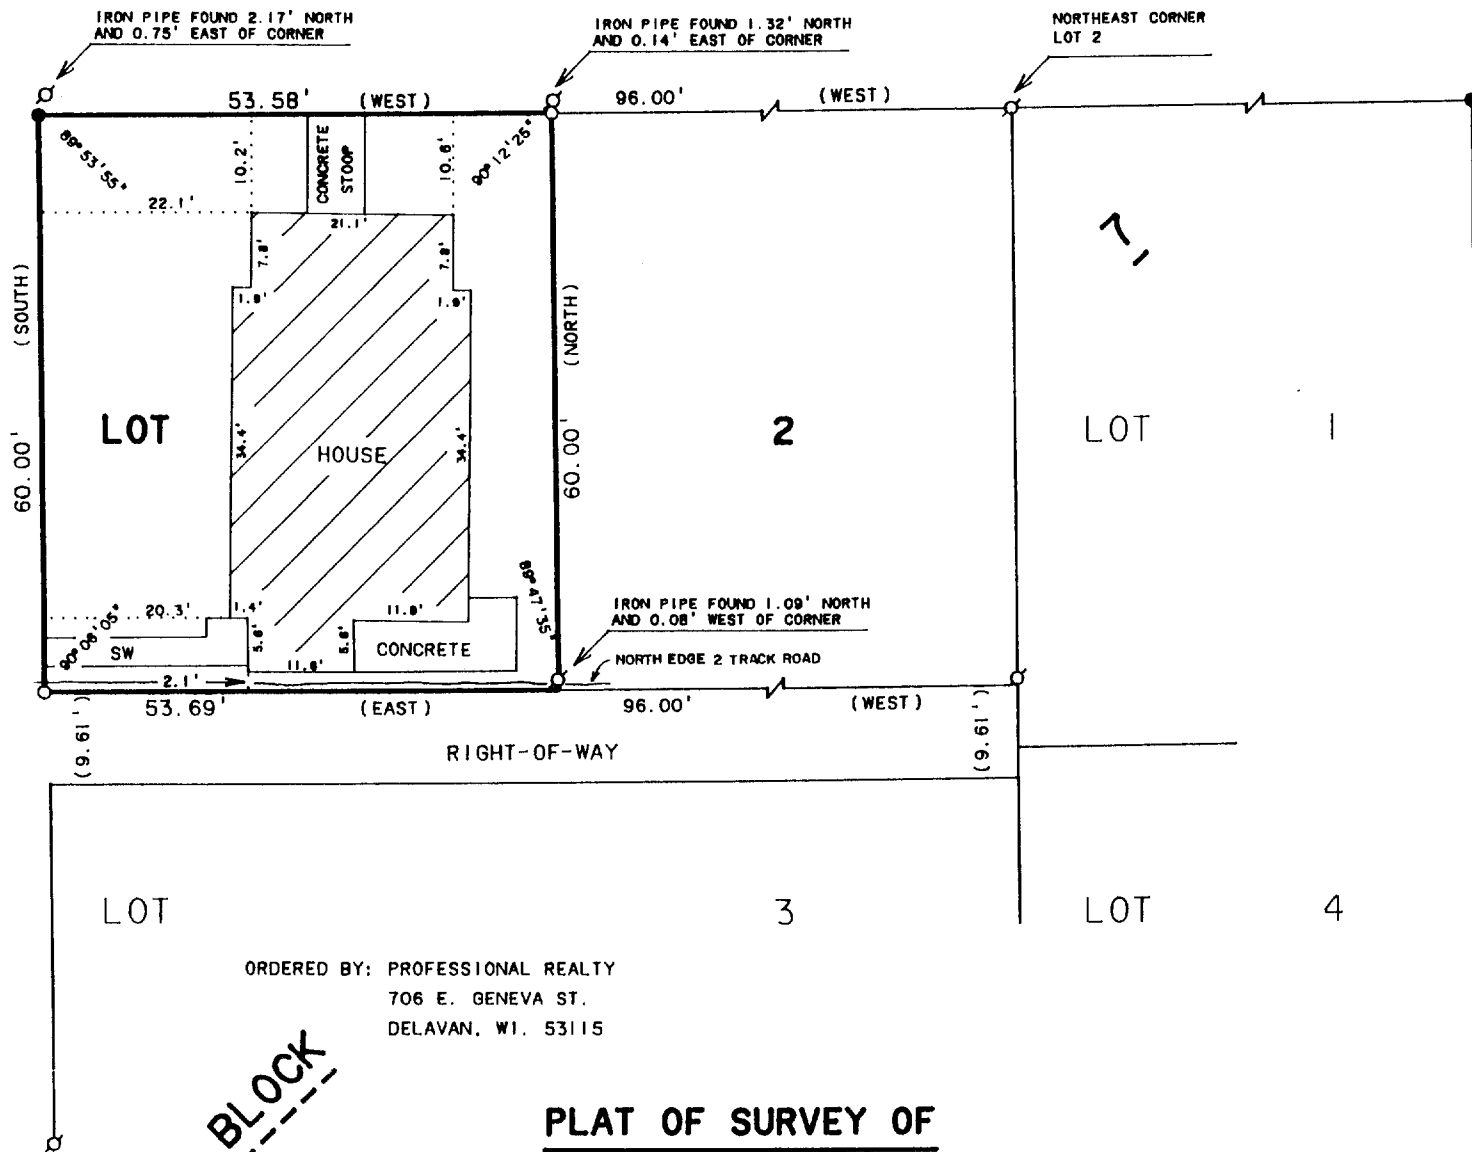 IRON PIPE FOUND 2.17' NORTH
AND 0.75' EAST OF CORNER
IRON PIPE FOUND 1.32' NORTH
AND 0.14' EAST OF CORNER
NORTHEAST CORNER
LOT 2
53.58' (WEST)
96.00' (WEST)
89° 53' 55"
10.2'
CONCRETE
STOOP
10.6'
90° 12' 25"
22.1'
21.1'
7.8'
7.8'
1.9'
1.9'
7,
(SOUTH)
60.00'
(NORTH)
60.00'
LOT
34.4'
HOUSE
34.4'
2
LOT 1
89° 47' 35"
20.3'
1.4'
11.9'
90° 06' 05"
SW
5.6'
5.6'
CONCRETE
11.6'
2.1'
IRON PIPE FOUND 1.09' NORTH
AND 0.08' WEST OF CORNER
NORTH EDGE 2 TRACK ROAD
53.69' (EAST)
96.00' (WEST)
(9.61')
RIGHT-OF-WAY
(9.61')
LOT 3
LOT 4
ORDERED BY: PROFESSIONAL REALTY
706 E. GENEVA ST.
DELAVAN, WI. 53115
BLOCK
PLAT OF SURVEY OF